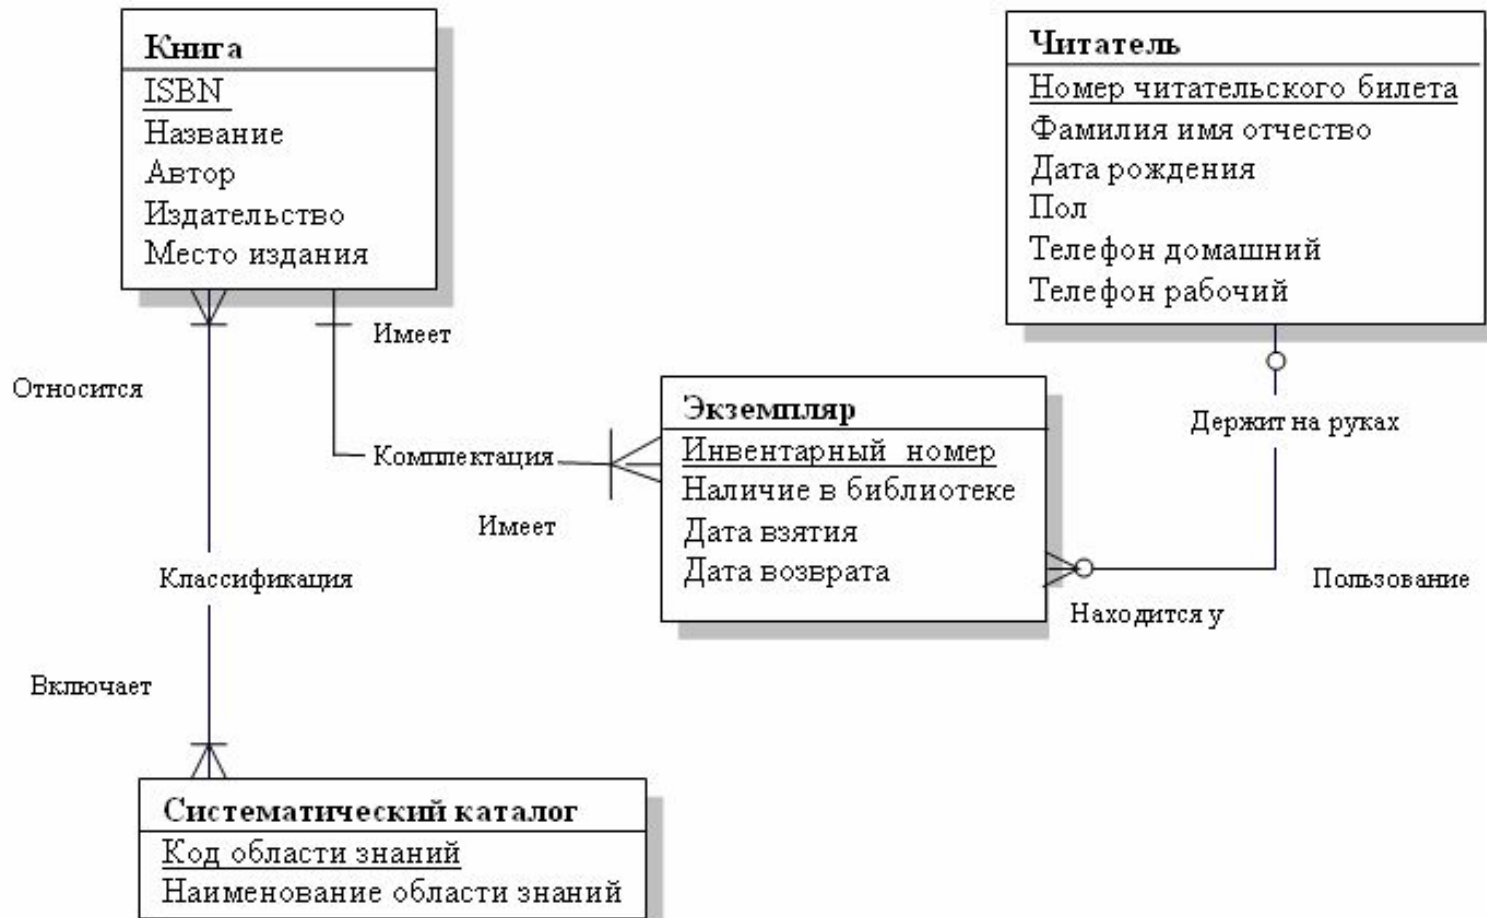 Книга
ISBN
Название
Автор
Издательство
Место издания
Читатель
Номер читательского билета
Фамилия имя отчество
Дата рождения
Пол
Телефон домашний
Телефон рабочий
Имеет
Относится
Экземпляр
Инвентарный номер
Наличие в библиотеке
Дата взятия
Дата возврата
Держит на руках
Комплектация
Имеет
Классификация
Пользование
Находится у
Включает
Систематический каталог
Код области знаний
Наименование области знаний